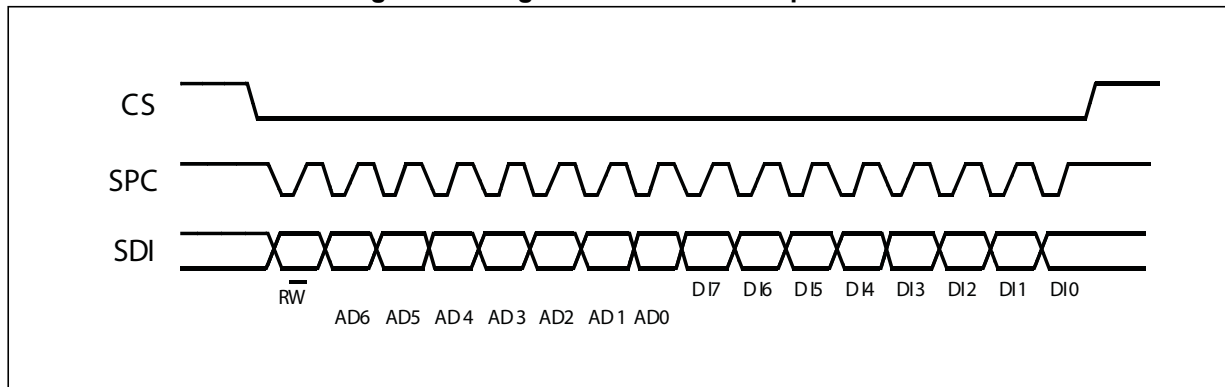 CS
SPC
SDI
RW
DI7 DI6 DI5 DI4 DI3 DI2 DI1 DI0
AD6 AD5 AD4 AD3 AD2 AD1 AD0